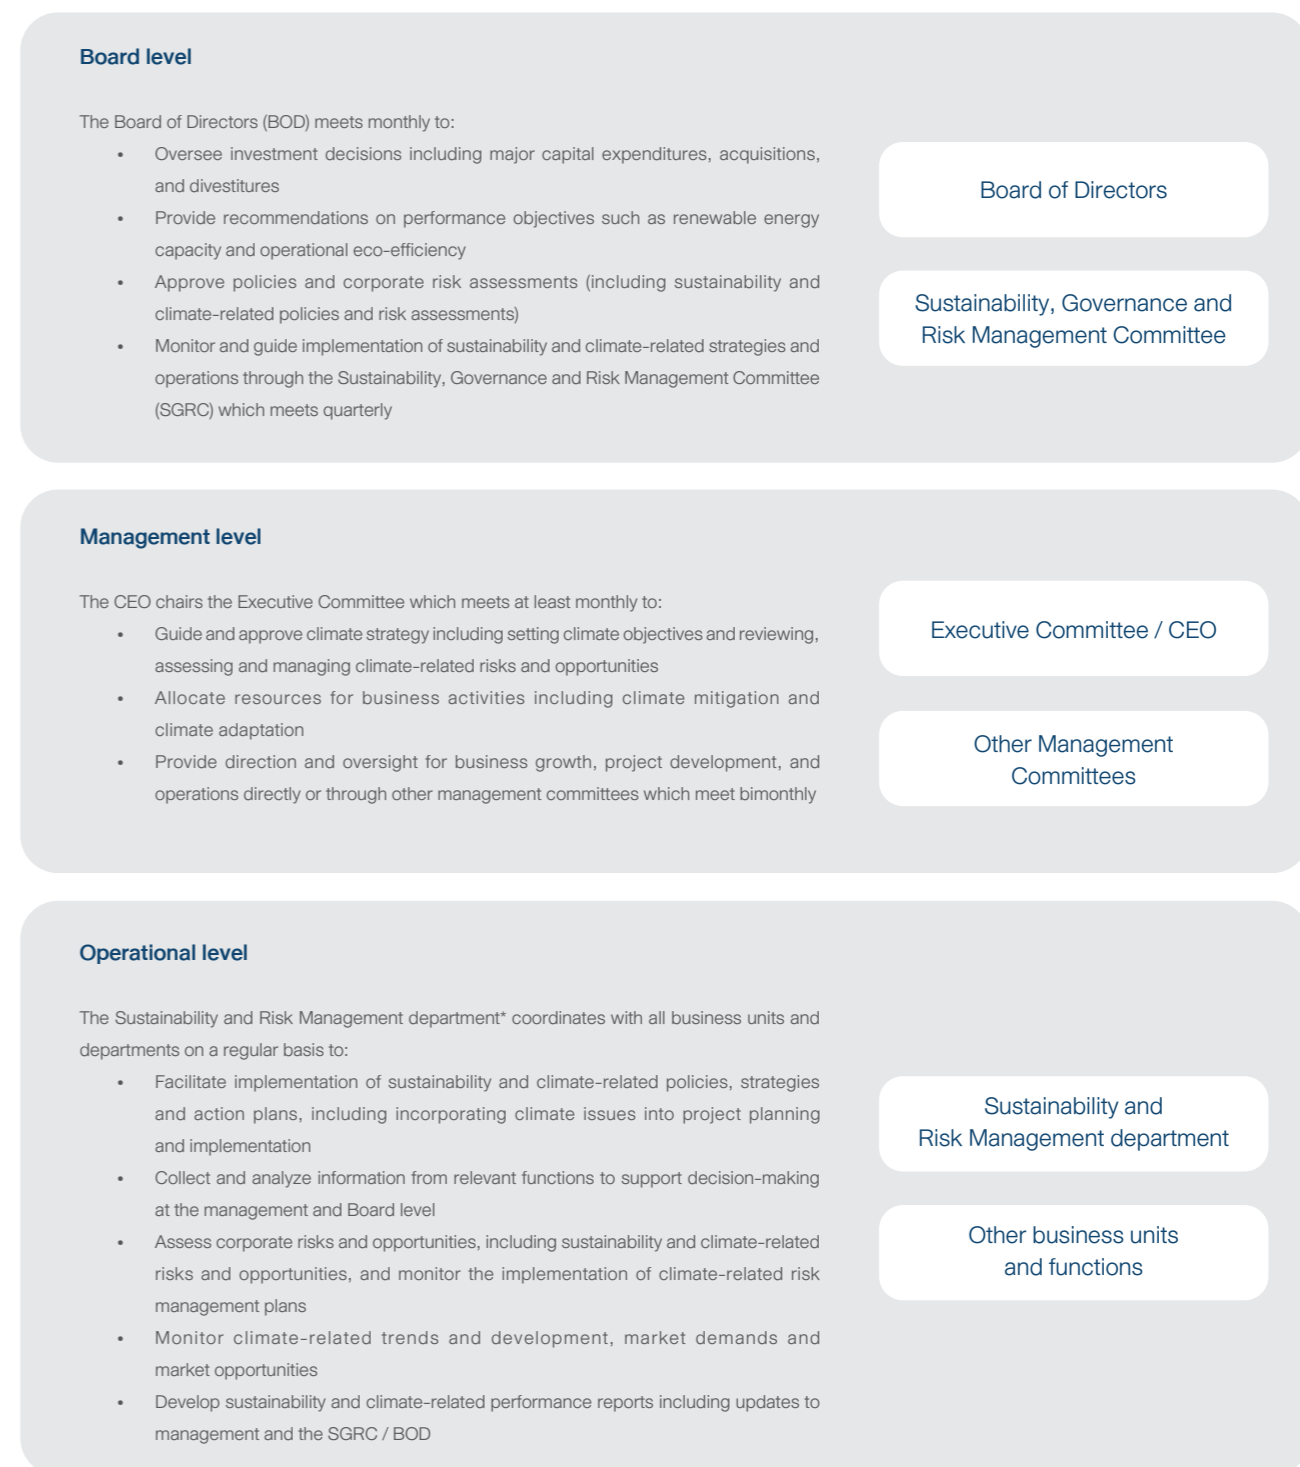 Board level
The Board of Directors (BOD) meets monthly to:
• Oversee investment decisions including major capital expenditures, acquisitions,
and divestitures
• Provide recommendations on performance objectives such as renewable energy
capacity and operational eco-efficiency
• Approve policies and corporate risk assessments (including sustainability and
climate-related policies and risk assessments)
• Monitor and guide implementation of sustainability and climate-related strategies and
operations through the Sustainability, Governance and Risk Management Committee
(SGRC) which meets quarterly
Board of Directors
Sustainability, Governance and
Risk Management Committee
Management level
The CEO chairs the Executive Committee which meets at least monthly to:
• Guide and approve climate strategy including setting climate objectives and reviewing,
assessing and managing climate-related risks and opportunities
• Allocate resources for business activities including climate mitigation and
climate adaptation
• Provide direction and oversight for business growth, project development, and
operations directly or through other management committees which meet bimonthly
Executive Committee / CEO
Other Management
Committees
Operational level
The Sustainability and Risk Management department* coordinates with all business units and
departments on a regular basis to:
• Facilitate implementation of sustainability and climate-related policies, strategies
and action plans, including incorporating climate issues into project planning
and implementation
• Collect and analyze information from relevant functions to support decision-making
at the management and Board level
• Assess corporate risks and opportunities, including sustainability and climate-related
risks and opportunities, and monitor the implementation of climate-related risk
management plans
• Monitor climate-related trends and development, market demands and
market opportunities
• Develop sustainability and climate-related performance reports including updates to
management and the SGRC / BOD
Sustainability and
Risk Management department
Other business units
and functions